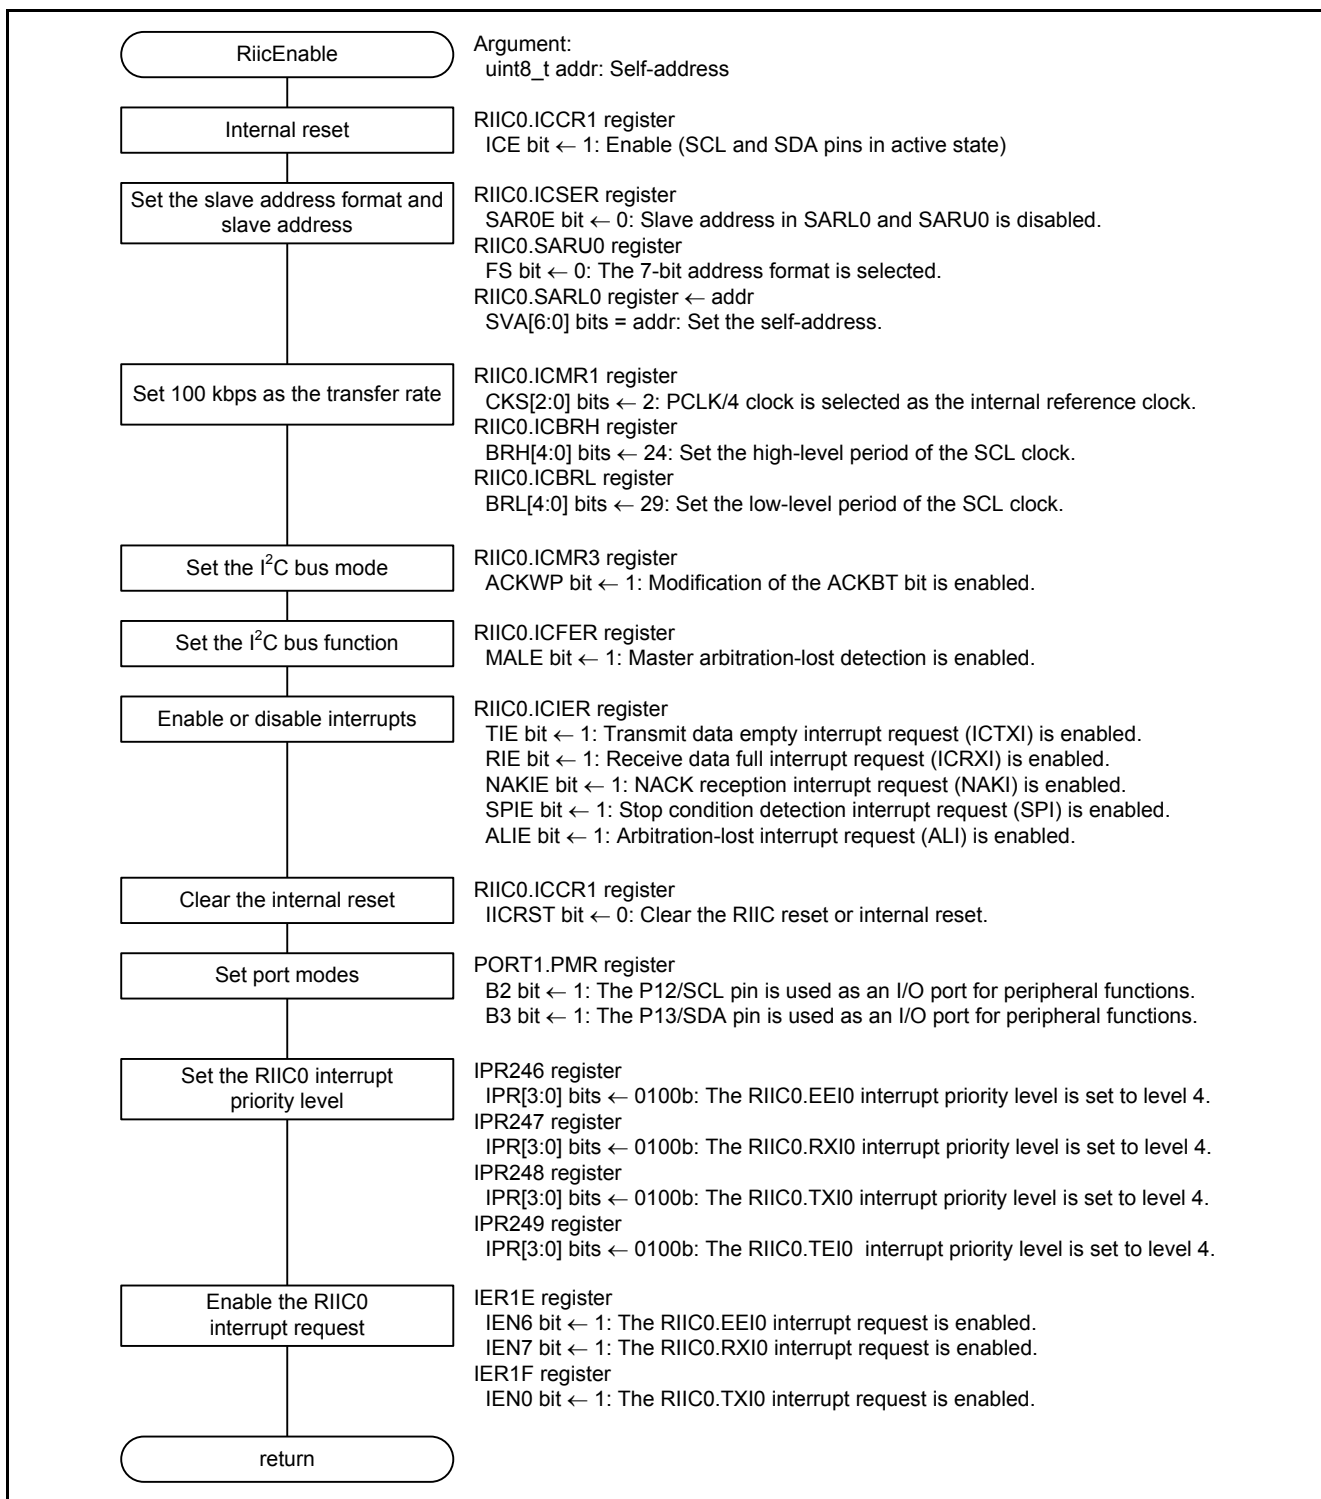 RiicEnable
Argument:
uint8_t addr: Self-address
Internal reset
RIIC0.ICCR1 register
ICE bit ← 1: Enable (SCL and SDA pins in active state)
Set the slave address format and
slave address
RIIC0.ICSER register
SAR0E bit ← 0: Slave address in SARL0 and SARU0 is disabled.
RIIC0.SARU0 register
FS bit ← 0: The 7-bit address format is selected.
RIIC0.SARL0 register ← addr
SVA[6:0] bits = addr: Set the self-address.
Set 100 kbps as the transfer rate
RIIC0.ICMR1 register
CKS[2:0] bits ← 2: PCLK/4 clock is selected as the internal reference clock.
RIIC0.ICBRH register
BRH[4:0] bits ← 24: Set the high-level period of the SCL clock.
RIIC0.ICBRL register
BRL[4:0] bits ← 29: Set the low-level period of the SCL clock.
Set the I²C bus mode
RIIC0.ICMR3 register
ACKWP bit ← 1: Modification of the ACKBT bit is enabled.
Set the I²C bus function
RIIC0.ICFER register
MALE bit ← 1: Master arbitration-lost detection is enabled.
Enable or disable interrupts
RIIC0.ICIER register
TIE bit ← 1: Transmit data empty interrupt request (ICTXI) is enabled.
RIE bit ← 1: Receive data full interrupt request (ICRXI) is enabled.
NAKIE bit ← 1: NACK reception interrupt request (NAKI) is enabled.
SPIE bit ← 1: Stop condition detection interrupt request (SPI) is enabled.
ALIE bit ← 1: Arbitration-lost interrupt request (ALI) is enabled.
Clear the internal reset
RIIC0.ICCR1 register
IICRST bit ← 0: Clear the RIIC reset or internal reset.
Set port modes
PORT1.PMR register
B2 bit ← 1: The P12/SCL pin is used as an I/O port for peripheral functions.
B3 bit ← 1: The P13/SDA pin is used as an I/O port for peripheral functions.
Set the RIIC0 interrupt
priority level
IPR246 register
IPR[3:0] bits ← 0100b: The RIIC0.EEI0 interrupt priority level is set to level 4.
IPR247 register
IPR[3:0] bits ← 0100b: The RIIC0.RXI0 interrupt priority level is set to level 4.
IPR248 register
IPR[3:0] bits ← 0100b: The RIIC0.TXI0 interrupt priority level is set to level 4.
IPR249 register
IPR[3:0] bits ← 0100b: The RIIC0.TEI0 interrupt priority level is set to level 4.
Enable the RIIC0
interrupt request
IER1E register
IEN6 bit ← 1: The RIIC0.EEI0 interrupt request is enabled.
IEN7 bit ← 1: The RIIC0.RXI0 interrupt request is enabled.
IER1F register
IEN0 bit ← 1: The RIIC0.TXI0 interrupt request is enabled.
return